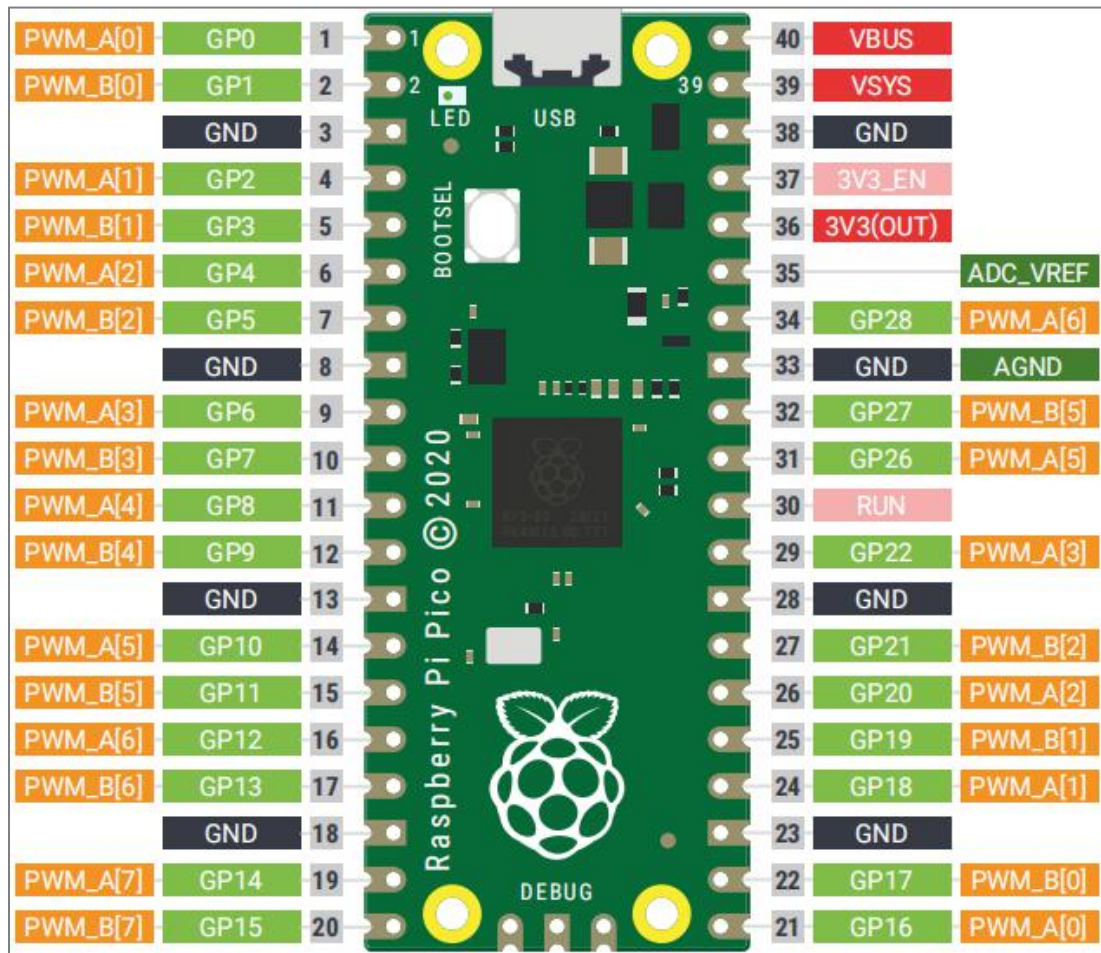 PWM_A[0] GP0 1 1 40 VBUS
PWM_B[0] GP1 2 2 39 39 VSYS
LED USB
GND 3 38 GND
PWM_A[1] GP2 4 37 3V3_EN
PWM_B[1] GP3 5 BOOTSEL 36 3V3(OUT)
PWM_A[2] GP4 6 35 ADC_VREF
PWM_B[2] GP5 7 34 GP28 PWM_A[6]
GND 8 33 GND AGND
PWM_A[3] GP6 9 32 GP27 PWM_B[5]
PWM_B[3] GP7 10 31 GP26 PWM_A[5]
PWM_A[4] GP8 11 30 RUN
PWM_B[4] GP9 12 29 GP22 PWM_A[3]
GND 13 28 GND
PWM_A[5] GP10 14 27 GP21 PWM_B[2]
PWM_B[5] GP11 15 26 GP20 PWM_A[2]
PWM_A[6] GP12 16 25 GP19 PWM_B[1]
PWM_B[6] GP13 17 24 GP18 PWM_A[1]
GND 18 23 GND
PWM_A[7] GP14 19 22 GP17 PWM_B[0]
DEBUG
PWM_B[7] GP15 20 21 GP16 PWM_A[0]
Raspberry Pi Pico ©2020